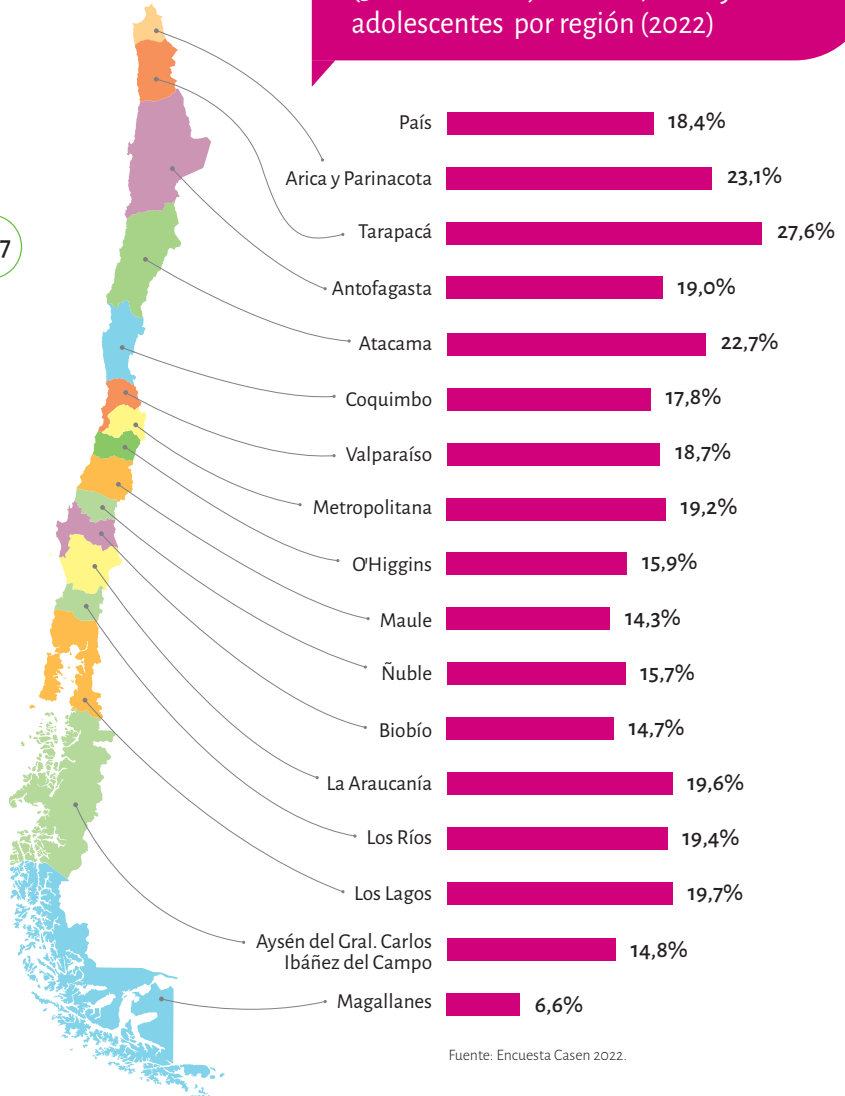 adolescentes por región (2022)
7
País 18,4%
Arica y Parinacota 23,1%
Tarapacá 27,6%
Antofagasta 19,0%
Atacama 22,7%
Coquimbo 17,8%
Valparaíso 18,7%
Metropolitana 19,2%
O'Higgins 15,9%
Maule 14,3%
Ñuble 15,7%
Biobío 14,7%
La Araucanía 19,6%
Los Ríos 19,4%
Los Lagos 19,7%
Aysén del Gral. Carlos
Ibáñez del Campo 14,8%
Magallanes 6,6%
Fuente: Encuesta Casen 2022.